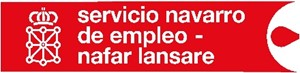 servicio navarro
de empleo -
nafar lansare